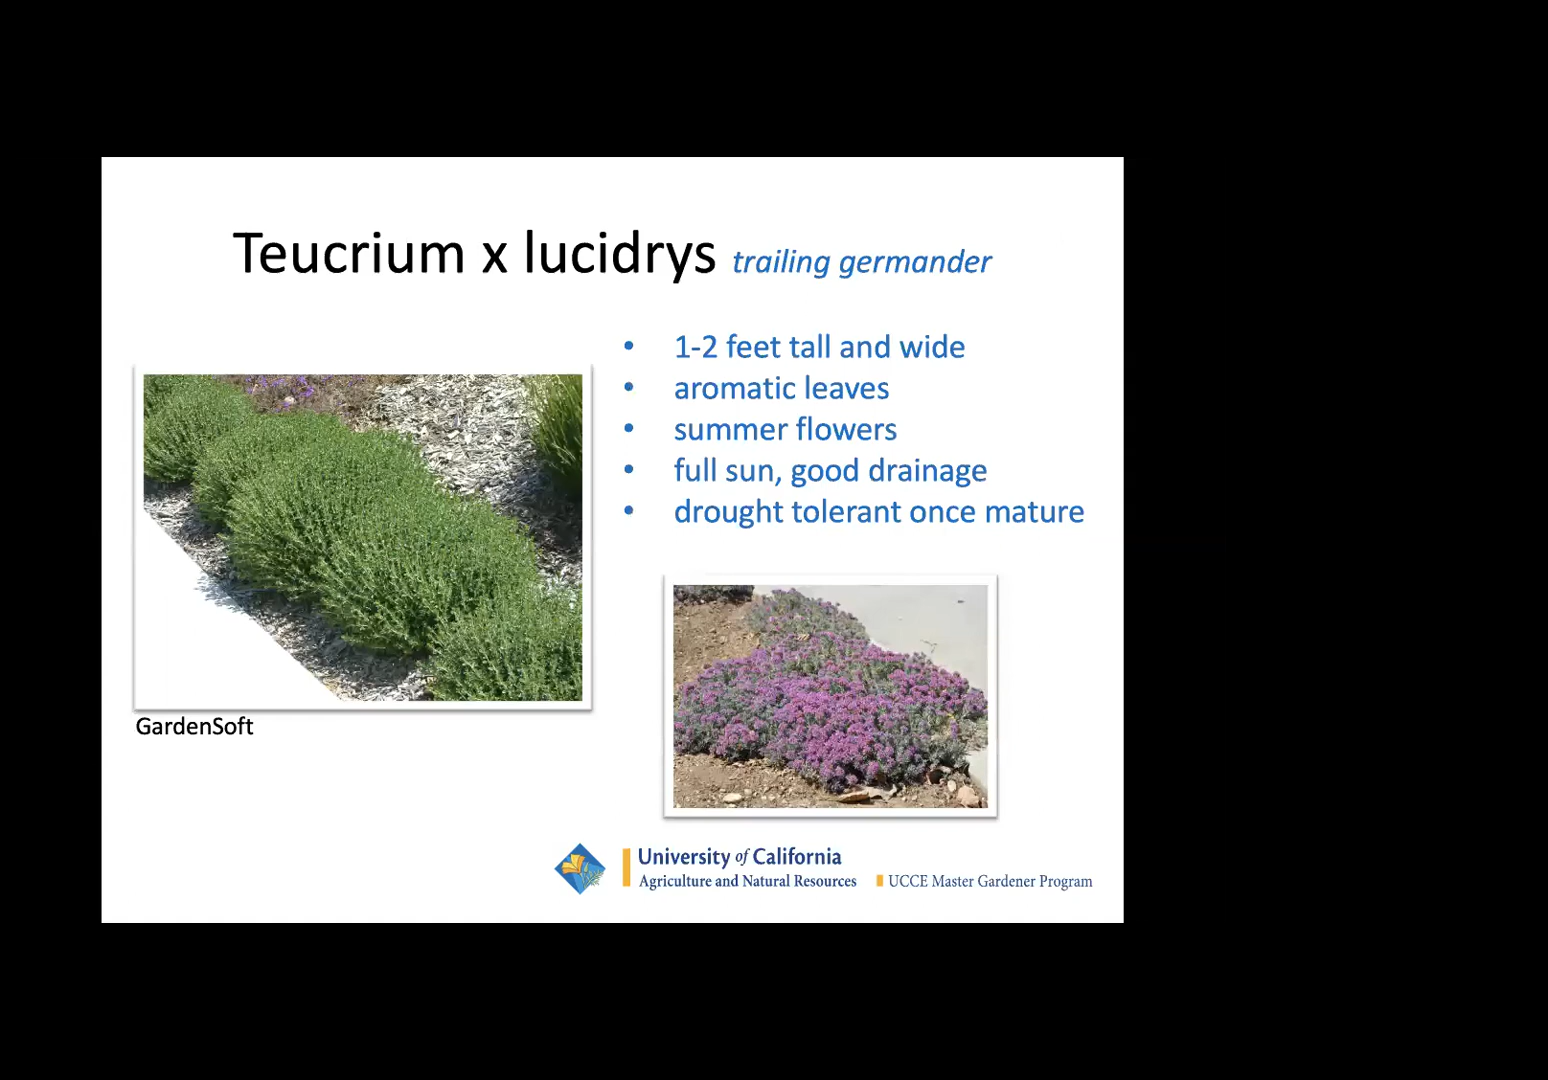 Teucrium x lucidrys trailing germander
• 1-2 feet tall and wide
• aromatic leaves
• summer flowers
• full sun, good drainage
• drought tolerant once mature
GardenSoft
University of California
Agriculture and Natural Resources UCCE Master Gardener Program